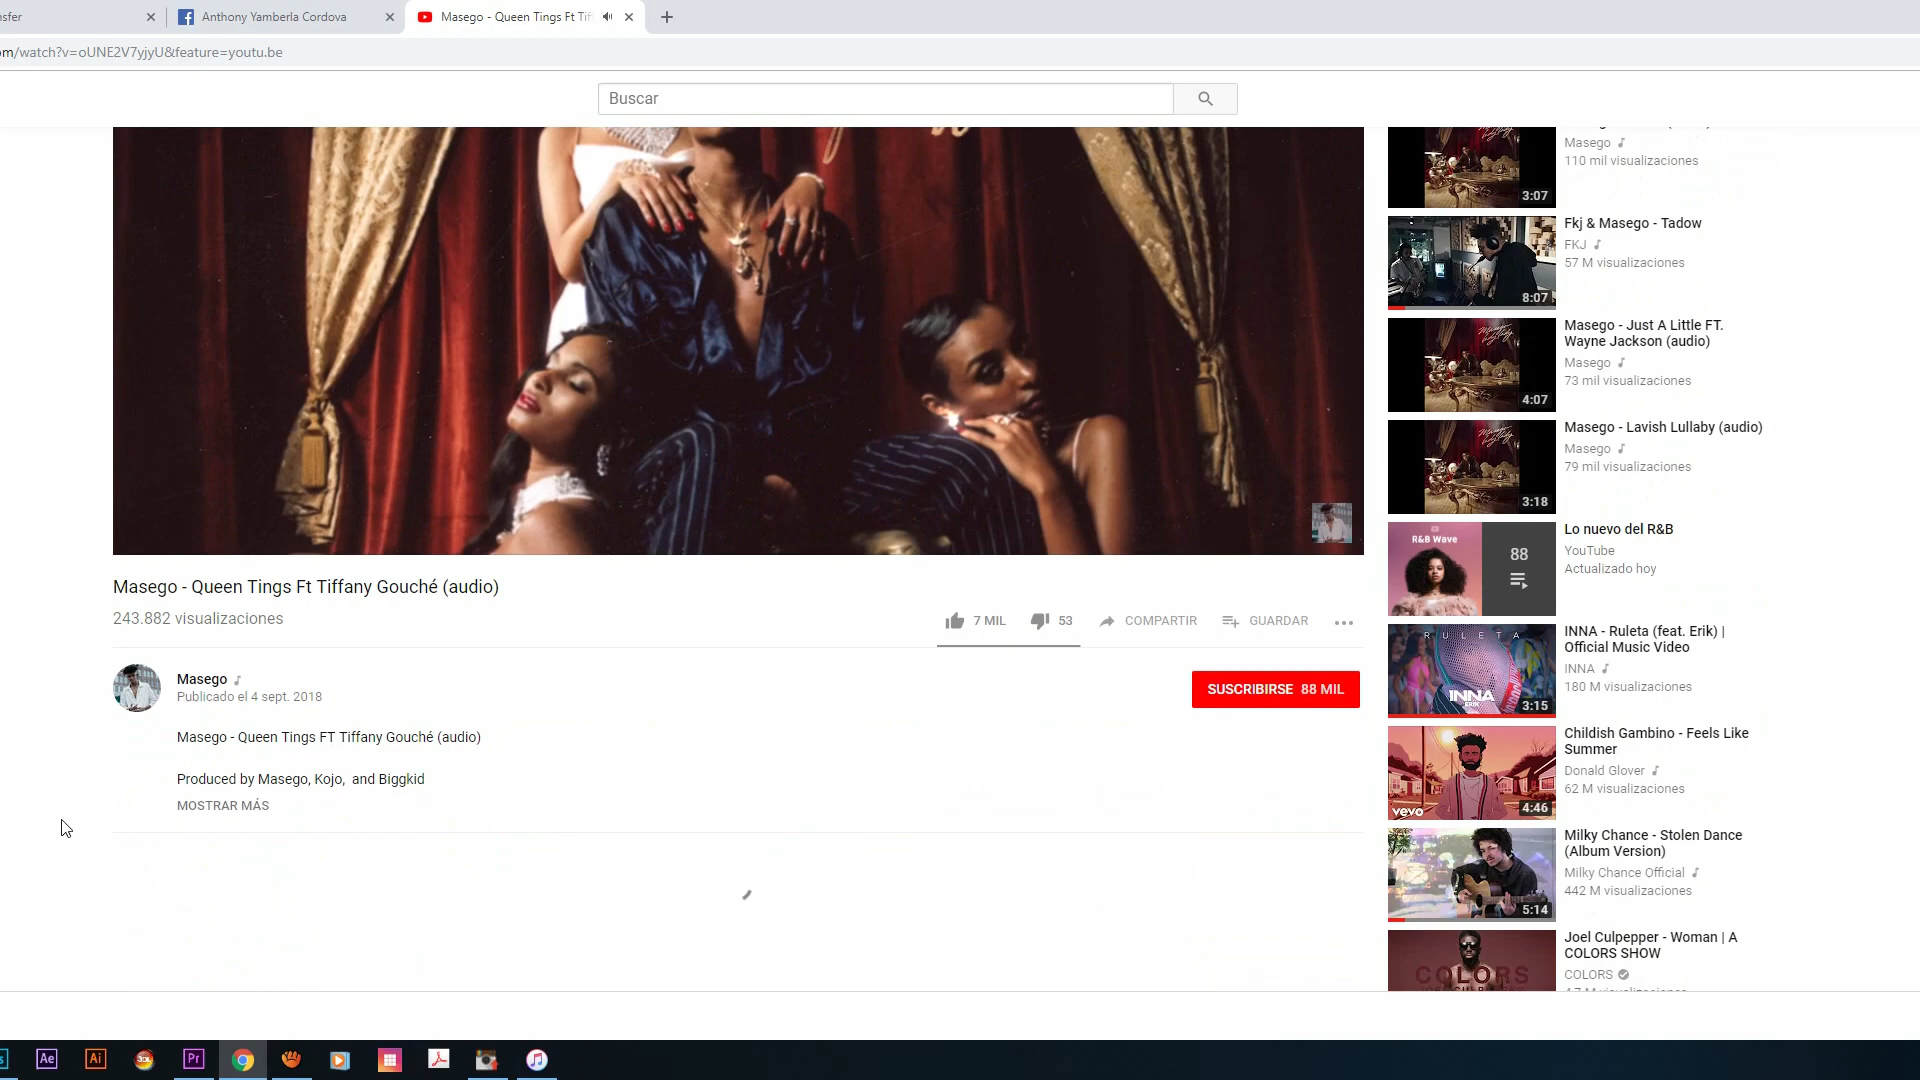 nsfer
Anthony Yamberla Cordova
Masego - Queen Tings Ft Tif
om/watch?v=oUNE2V7yjyU&feature=youtu.be
Buscar
Masego - Queen Tings Ft Tiffany Gouché (audio)
243.882 visualizaciones
7 MIL
53
COMPARTIR
GUARDAR
Masego
Publicado el 4 sept. 2018
SUSCRIBIRSE 88 MIL
Masego - Queen Tings FT Tiffany Gouché (audio)
Produced by Masego, Kojo, and Biggkid
MOSTRAR MÁS
Masego
110 mil visualizaciones
3:07
Fkj & Masego - Tadow
FKJ
57 M visualizaciones
8:07
Masego - Just A Little FT.
Wayne Jackson (audio)
Masego
73 mil visualizaciones
4:07
Masego - Lavish Lullaby (audio)
Masego
79 mil visualizaciones
3:18
R&B Wave
88
Lo nuevo del R&B
YouTube
Actualizado hoy
RULETA
INNA
ERIK
3:15
INNA - Ruleta (feat. Erik) |
Official Music Video
INNA
180 M visualizaciones
vevo
4:46
Childish Gambino - Feels Like
Summer
Donald Glover
62 M visualizaciones
5:14
Milky Chance - Stolen Dance
(Album Version)
Milky Chance Official
442 M visualizaciones
COLORS
Joel Culpepper - Woman | A
COLORS SHOW
COLORS
Ae
Ai
Pr